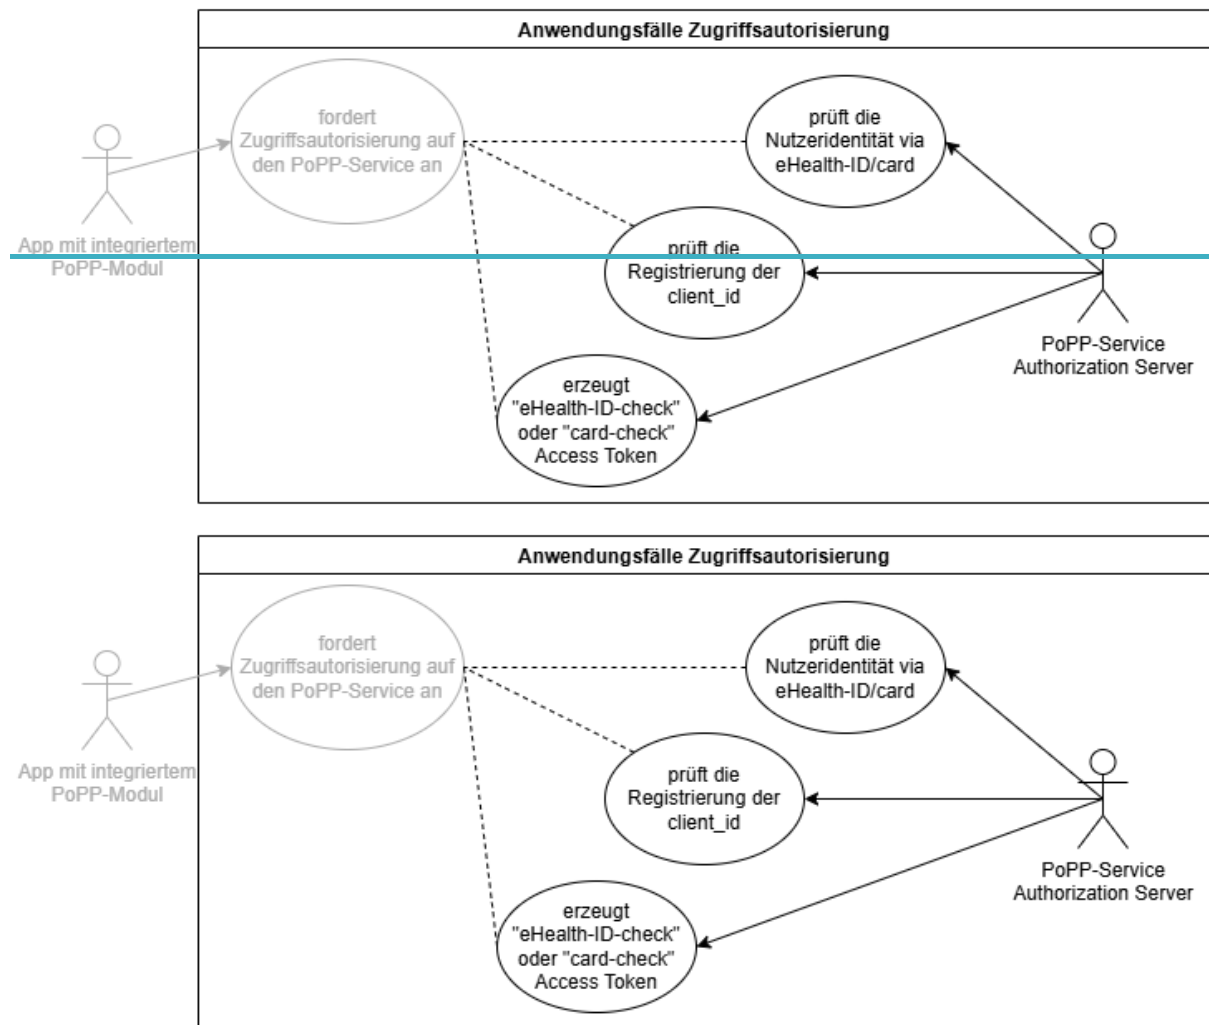 Anwendungsfälle Zugriffsautorisierung
fordert
Zugriffsautorisierung auf
den PoPP-Service an
prüft die
Nutzeridentität via
eHealth-ID/card
App mit integriertem
PoPP-Modul
prüft die
Registrierung der
client_id
PoPP-Service
Authorization Server
erzeugt
"eHealth-ID-check"
oder "card-check"
Access Token
Anwendungsfälle Zugriffsautorisierung
fordert
Zugriffsautorisierung auf
den PoPP-Service an
prüft die
Nutzeridentität via
eHealth-ID/card
App mit integriertem
PoPP-Modul
prüft die
Registrierung der
client_id
PoPP-Service
Authorization Server
erzeugt
"eHealth-ID-check"
oder "card-check"
Access Token